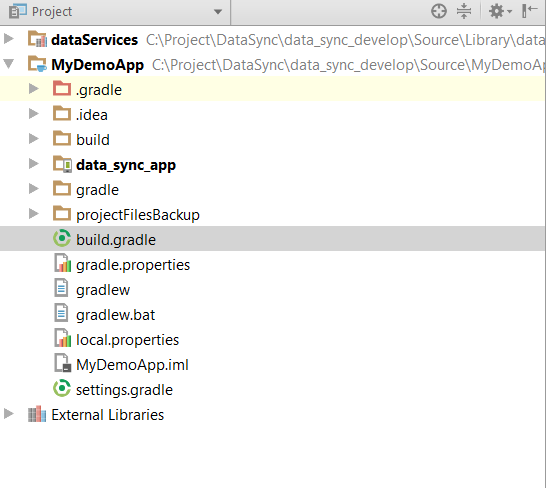 Project
dataServices C:\Project\DataSync\data_sync_develop\Source\Library\data
MyDemoApp C:\Project\DataSync\data_sync_develop\Source\MyDemoAp
.gradle
.idea
build
data_sync_app
gradle
projectFilesBackup
build.gradle
gradle.properties
gradlew
gradlew.bat
local.properties
MyDemoApp.iml
settings.gradle
External Libraries